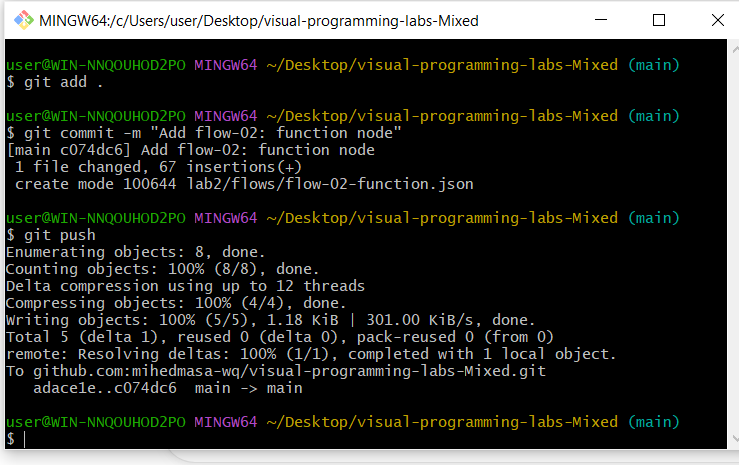 MINGW64:/c/Users/user/Desktop/visual-programming-labs-Mixed
user@WIN-NNQOUHOD2PO MINGW64 ~/Desktop/visual-programming-labs-Mixed (main)
$ git add .
user@WIN-NNQOUHOD2PO MINGW64 ~/Desktop/visual-programming-labs-Mixed (main)
$ git commit -m "Add flow-02: function node"
[main c074dc6] Add flow-02: function node
 1 file changed, 67 insertions(+)
 create mode 100644 lab2/flows/flow-02-function.json
user@WIN-NNQOUHOD2PO MINGW64 ~/Desktop/visual-programming-labs-Mixed (main)
$ git push
Enumerating objects: 8, done.
Counting objects: 100% (8/8), done.
Delta compression using up to 12 threads
Compressing objects: 100% (4/4), done.
Writing objects: 100% (5/5), 1.18 KiB | 301.00 KiB/s, done.
Total 5 (delta 1), reused 0 (delta 0), pack-reused 0 (from 0)
remote: Resolving deltas: 100% (1/1), completed with 1 local object.
To github.com:mihedmasa-wq/visual-programming-labs-Mixed.git
   adace1e..c074dc6  main -> main
user@WIN-NNQOUHOD2PO MINGW64 ~/Desktop/visual-programming-labs-Mixed (main)
$